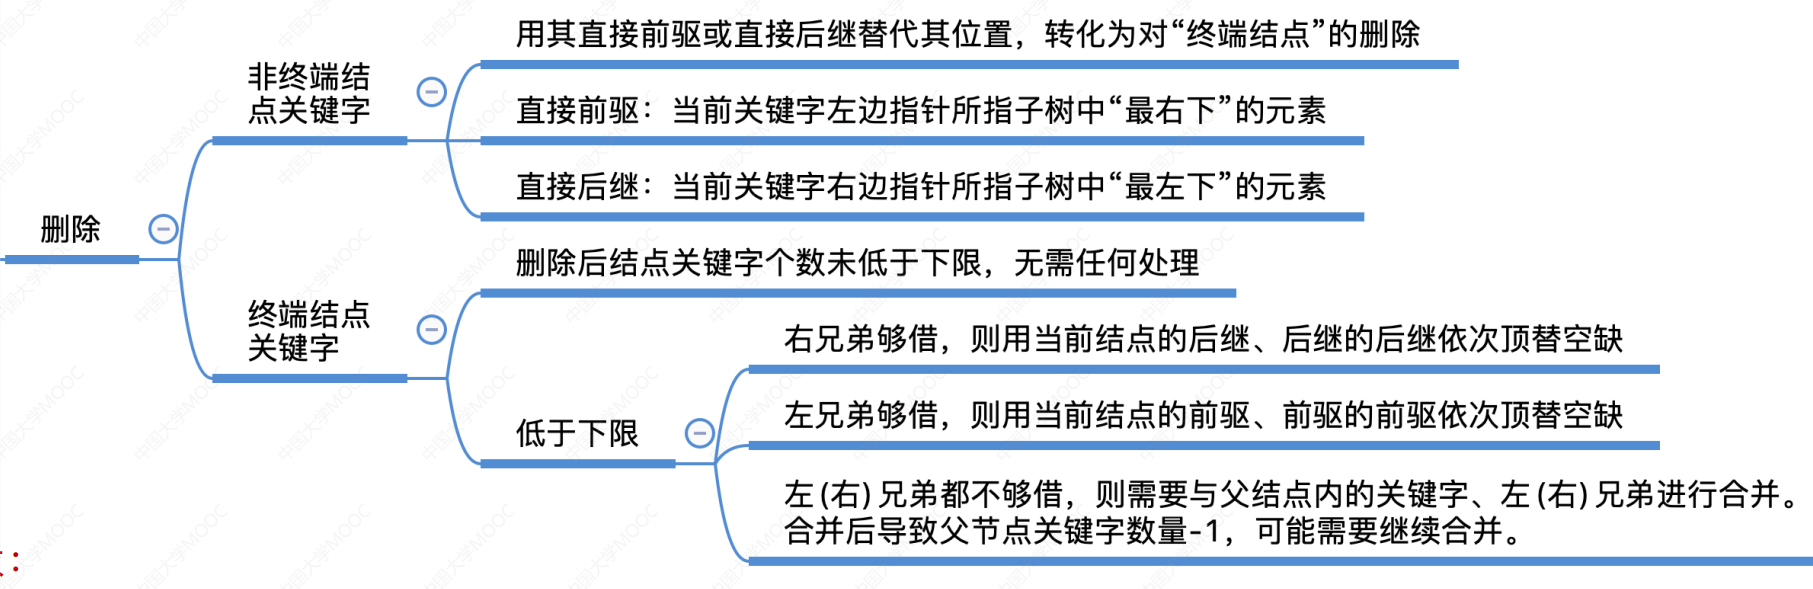 用其直接前驱或直接后继替代其位置，转化为对“终端结点”的删除
非终端结
点关键字
直接前驱：当前关键字左边指针所指子树中“最右下”的元素
直接后继：当前关键字右边指针所指子树中“最左下”的元素
删除
删除后结点关键字个数未低于下限，无需任何处理
终端结点
关键字
右兄弟够借，则用当前结点的后继、后继的后继依次顶替空缺
左兄弟够借，则用当前结点的前驱、前驱的前驱依次顶替空缺
低于下限
左(右)兄弟都不够借，则需要与父结点内的关键字、左(右)兄弟进行合并。
合并后导致父节点关键字数量-1，可能需要继续合并。
中国大学MOOC